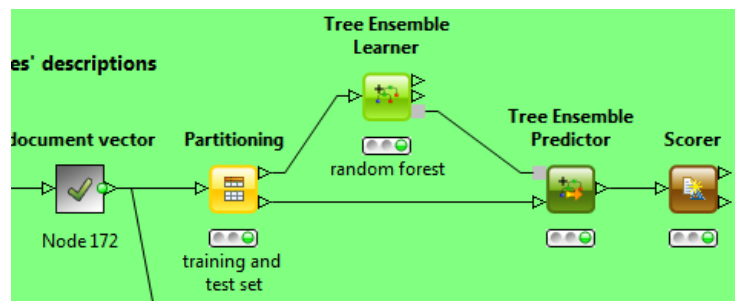 Tree Ensemble
Learner
es' descriptions
document vector
Partitioning
Tree Ensemble
Predictor
Scorer
random forest
Node 172
training and
test set